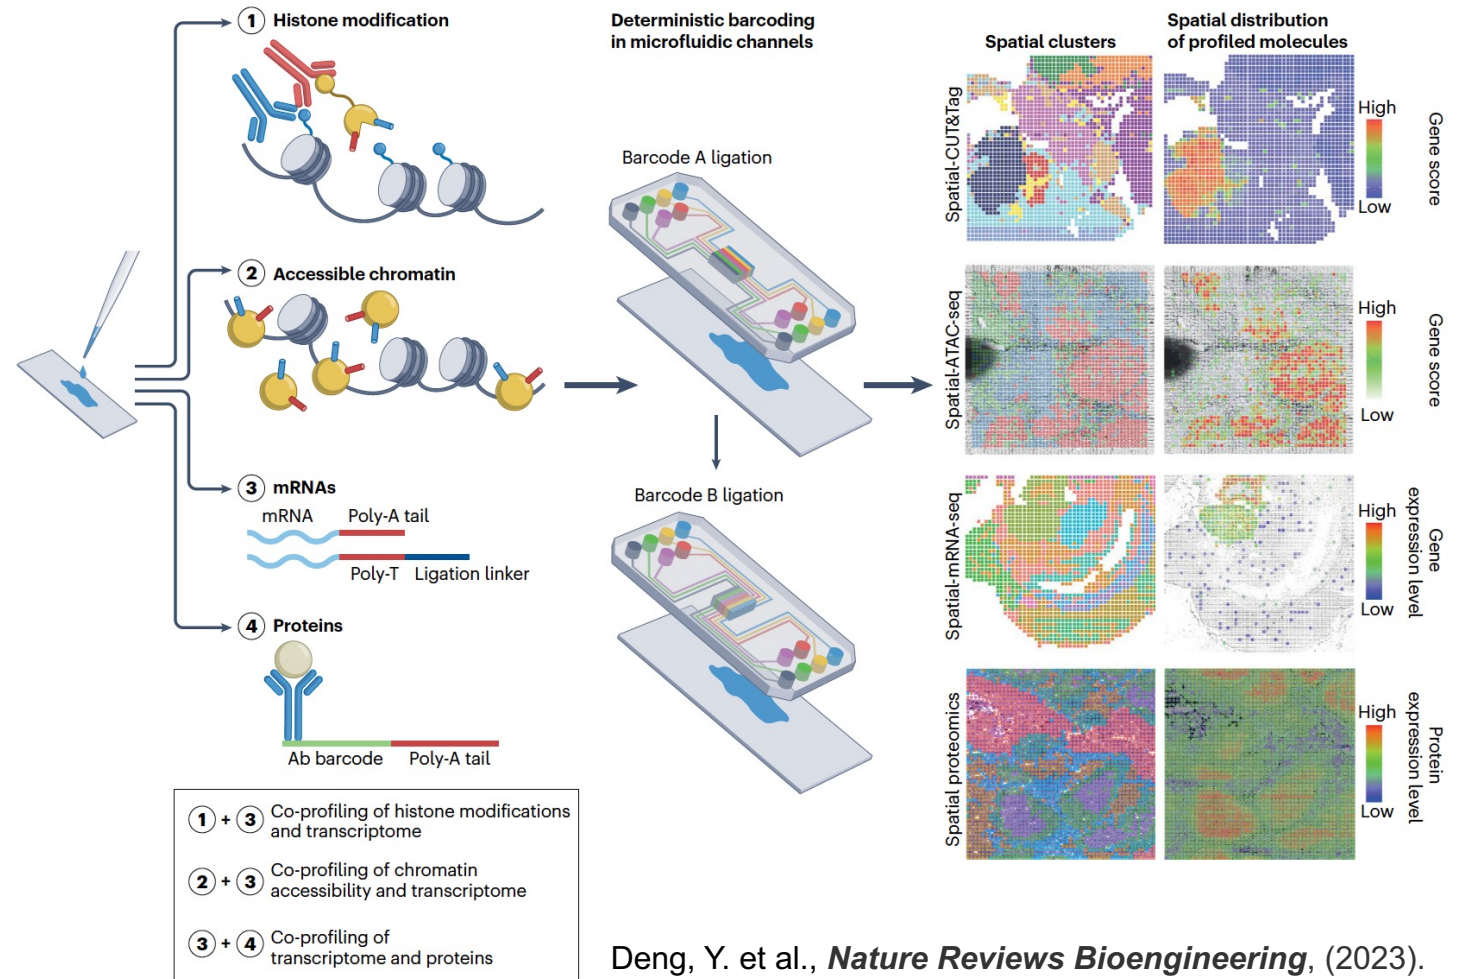 1 Histone modification
2 Accessible chromatin
3 mRNAs
mRNA
Poly-A tail
Poly-T
Ligation linker
4 Proteins
Ab barcode
Poly-A tail
1 + 3 Co-profiling of histone modifications
and transcriptome
2 + 3 Co-profiling of chromatin
accessibility and transcriptome
3 + 4 Co-profiling of
transcriptome and proteins
Deterministic barcoding
in microfluidic channels
Barcode A ligation
Barcode B ligation
Spatial clusters
Spatial distribution
of profiled molecules
Spatial-CUT&Tag
High
Low
Gene score
Spatial-ATAC-seq
High
Low
Gene score
Spatial-mRNA-seq
High
Low
Gene
expression level
Spatial proteomics
High
Low
Protein
expression level
Deng, Y. et al., Nature Reviews Bioengineering, (2023).